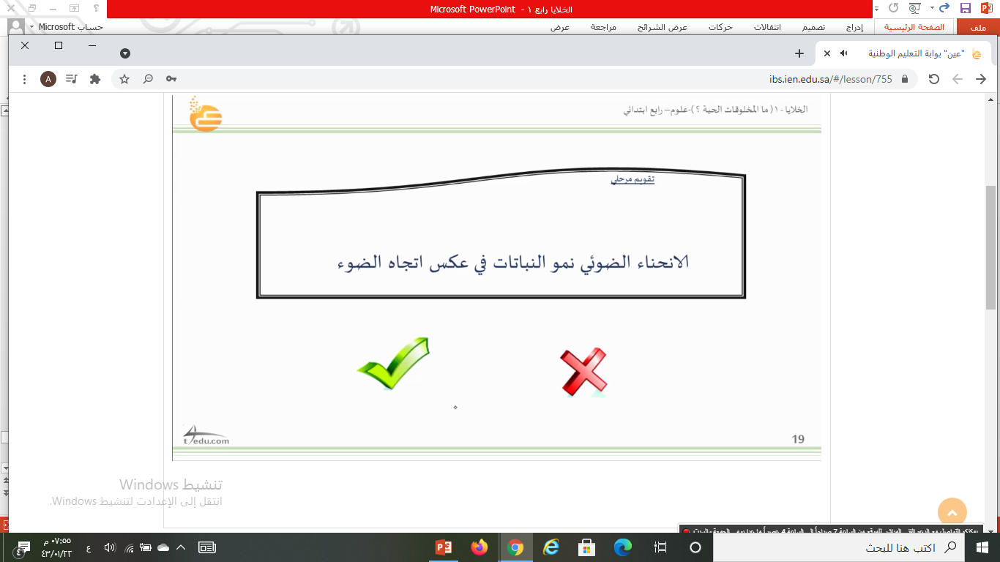 الخلايا رابع ١ - Microsoft PowerPoint
ملف الصفحة الرئيسية إدراج تصميم انتقالات حركات عرض الشرائح مراجعة عرض
حساب Microsoft
"عين" بوابة التعليم الوطنية
A
ibs.ien.edu.sa/#/lesson/755
الخلايا - ١( ما المخلوقات الحية ؟ )-علوم– رابع ابتدائي
تقويم مرحلي
الانحناء الضوئي نمو النباتات في عكس اتجاه الضوء
t4edu.com
19
تنشيط Windows
انتقل إلى الإعدادت لتنشيط Windows.
اكتب هنا للبحث
ع
٠٧:٥٥ م
٤٣/٠١/٢٢
٤